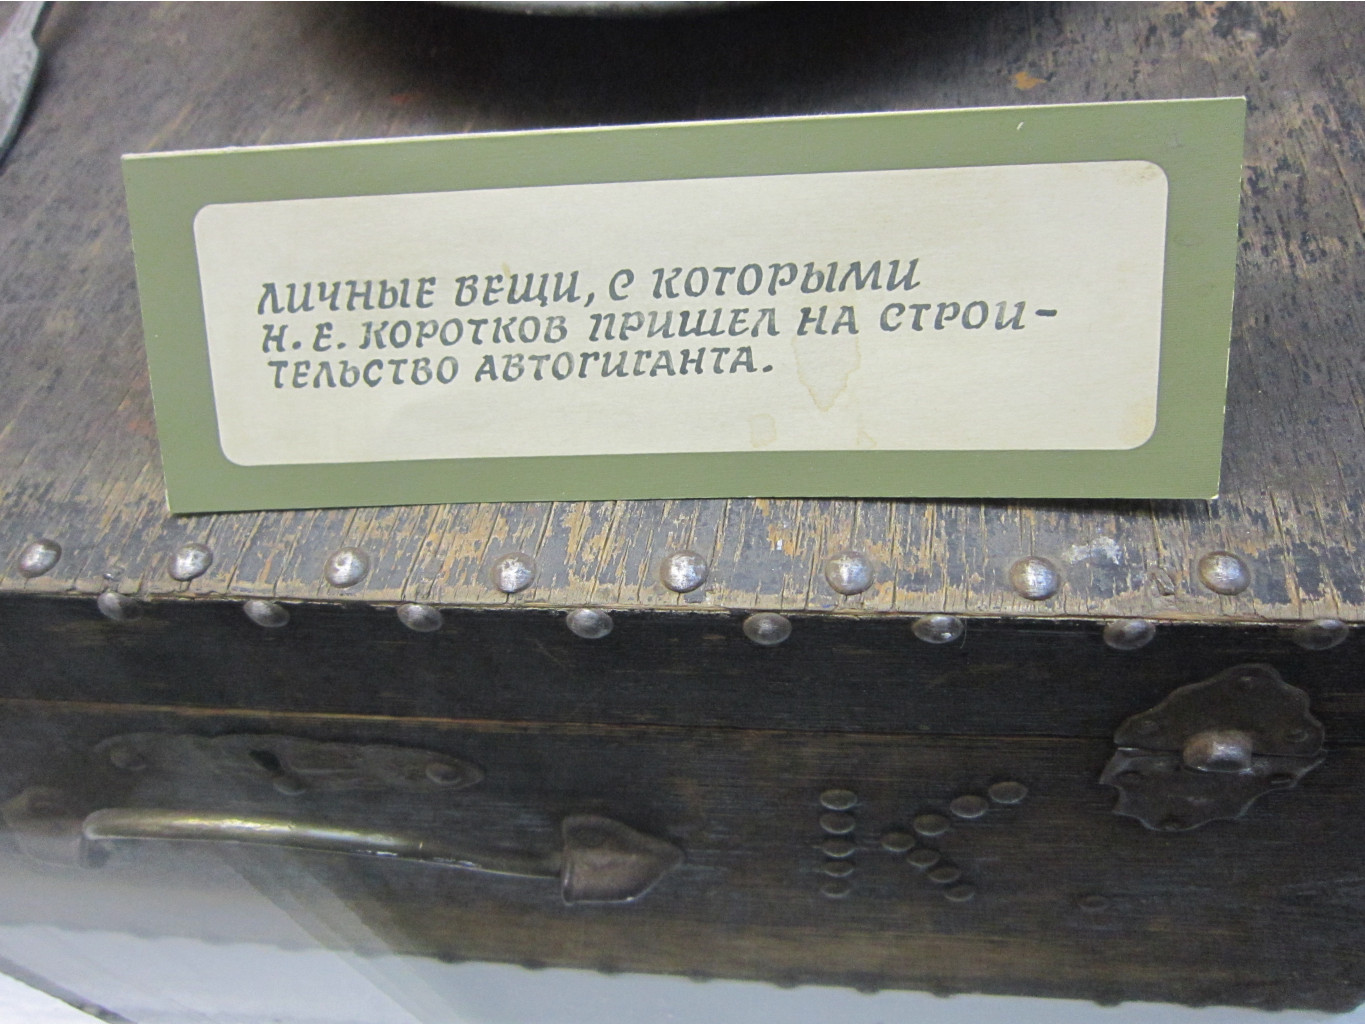 ЛИЧНЫЕ ВЕЩИ, С КОТОРЫМИ
Н. Е. КОРОТКОВ ПРИШЕЛ НА СТРОИ-
ТЕЛЬСТВО АВТОГИГАНТА.
К